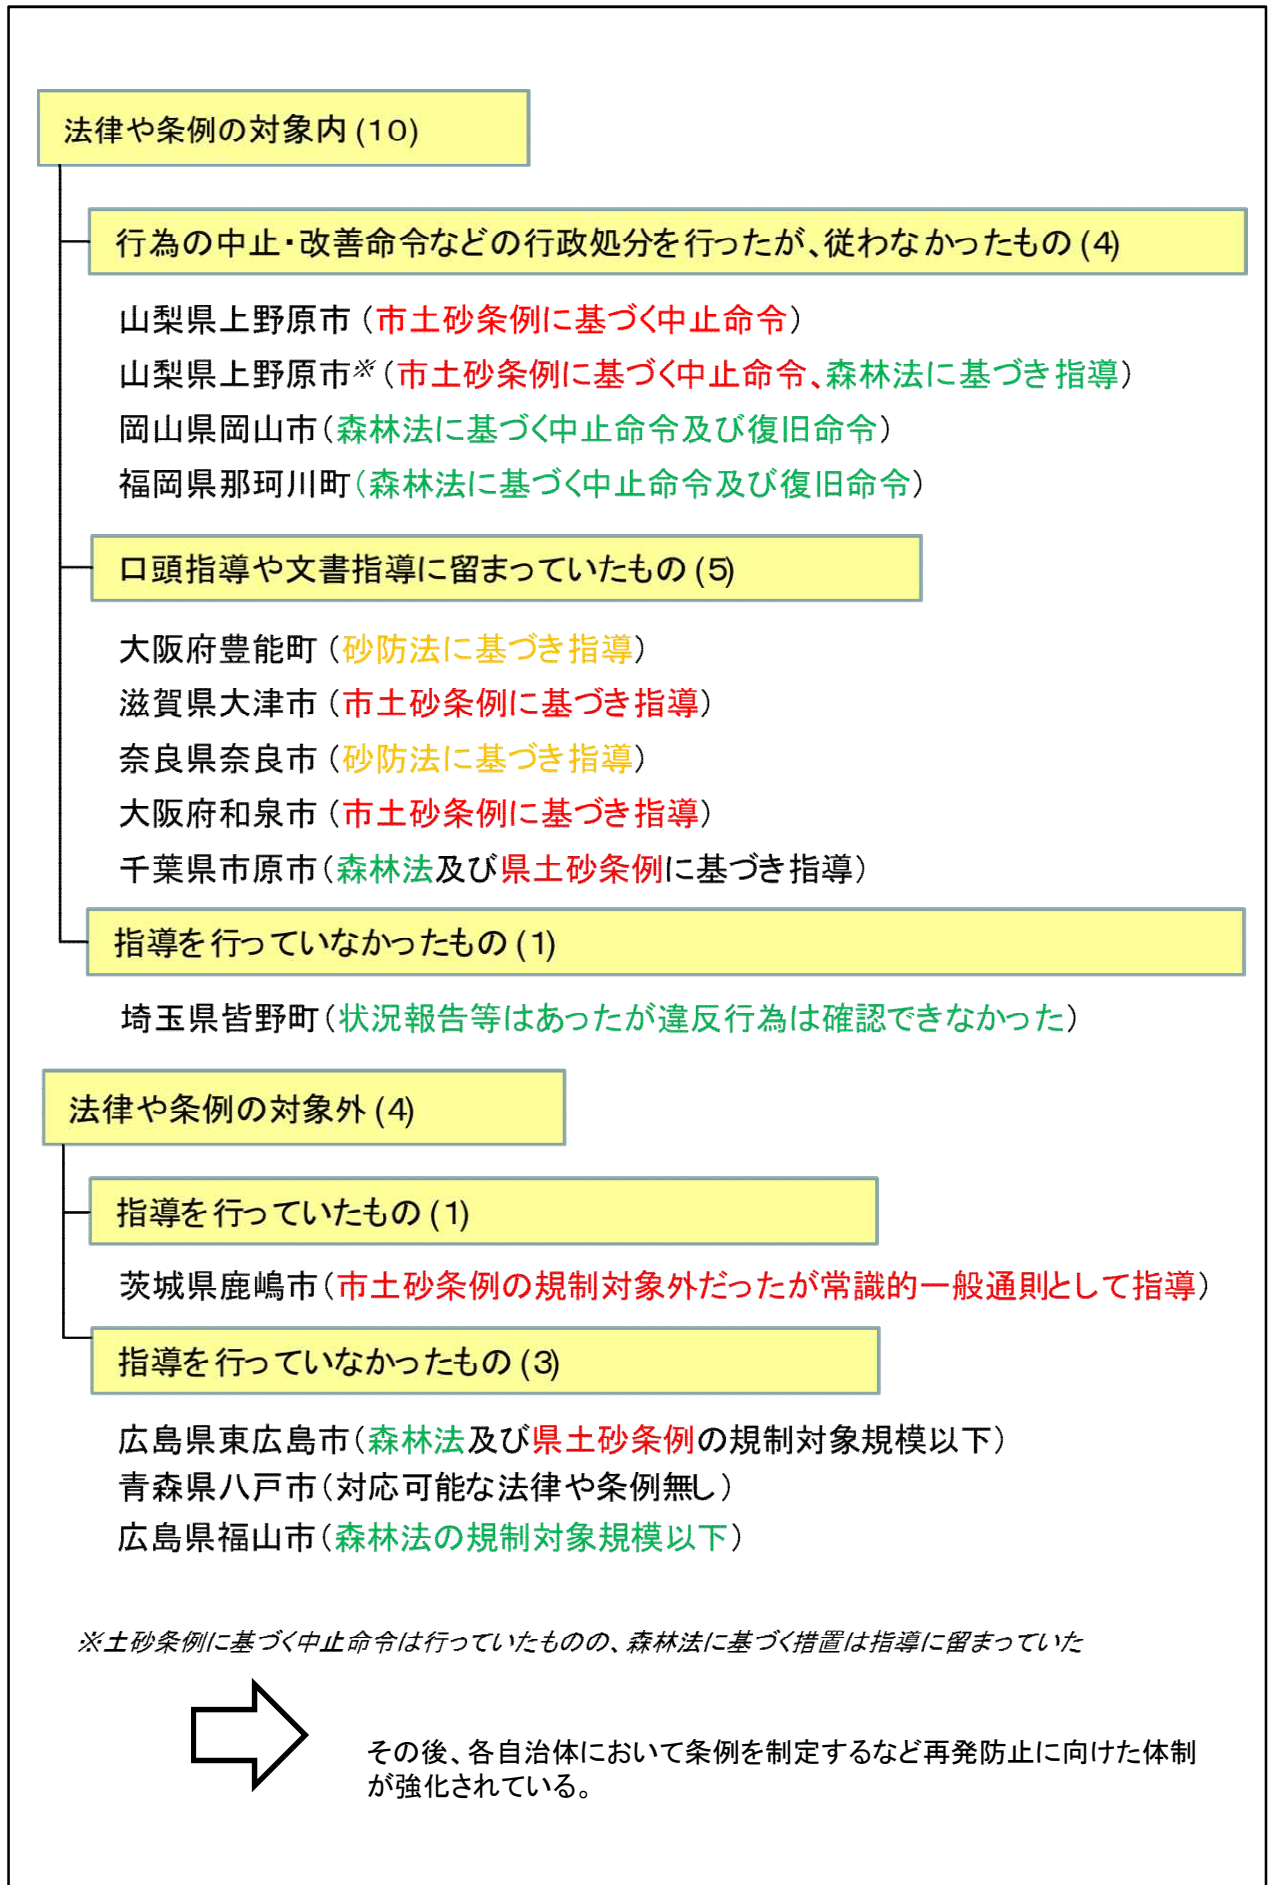 法律や条例の対象内(10)
行為の中止・改善命令などの行政処分を行ったが、従わなかったもの(4)
山梨県上野原市(市土砂条例に基づく中止命令)
山梨県上野原市※(市土砂条例に基づく中止命令、森林法に基づき指導)
岡山県岡山市(森林法に基づく中止命令及び復旧命令)
福岡県那珂川町(森林法に基づく中止命令及び復旧命令)
口頭指導や文書指導に留まっていたもの(5)
大阪府豊能町(砂防法に基づき指導)
滋賀県大津市(市土砂条例に基づき指導)
奈良県奈良市(砂防法に基づき指導)
大阪府和泉市(市土砂条例に基づき指導)
千葉県市原市(森林法及び県土砂条例に基づき指導)
指導を行っていなかったもの(1)
埼玉県皆野町(状況報告等はあったが違反行為は確認できなかった)
法律や条例の対象外(4)
指導を行っていたもの(1)
茨城県鹿嶋市(市土砂条例の規制対象外だったが常識的一般通則として指導)
指導を行っていなかったもの(3)
広島県東広島市(森林法及び県土砂条例の規制対象規模以下)
青森県八戸市(対応可能な法律や条例無し)
広島県福山市(森林法の規制対象規模以下)
※土砂条例に基づく中止命令は行っていたものの、森林法に基づく措置は指導に留まっていた
その後、各自治体において条例を制定するなど再発防止に向けた体制
が強化されている。